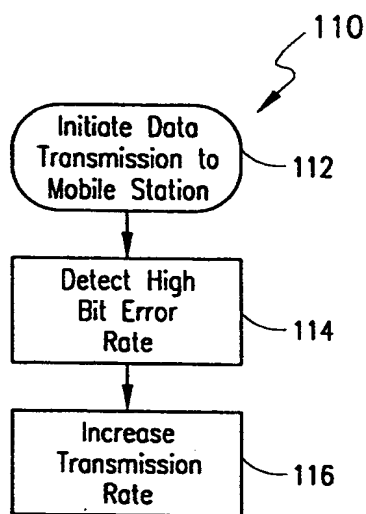 110
Initiate Data
Transmission to
Mobile Station
112
Detect High
Bit Error
Rate
114
Increase
Transmission
Rate
116